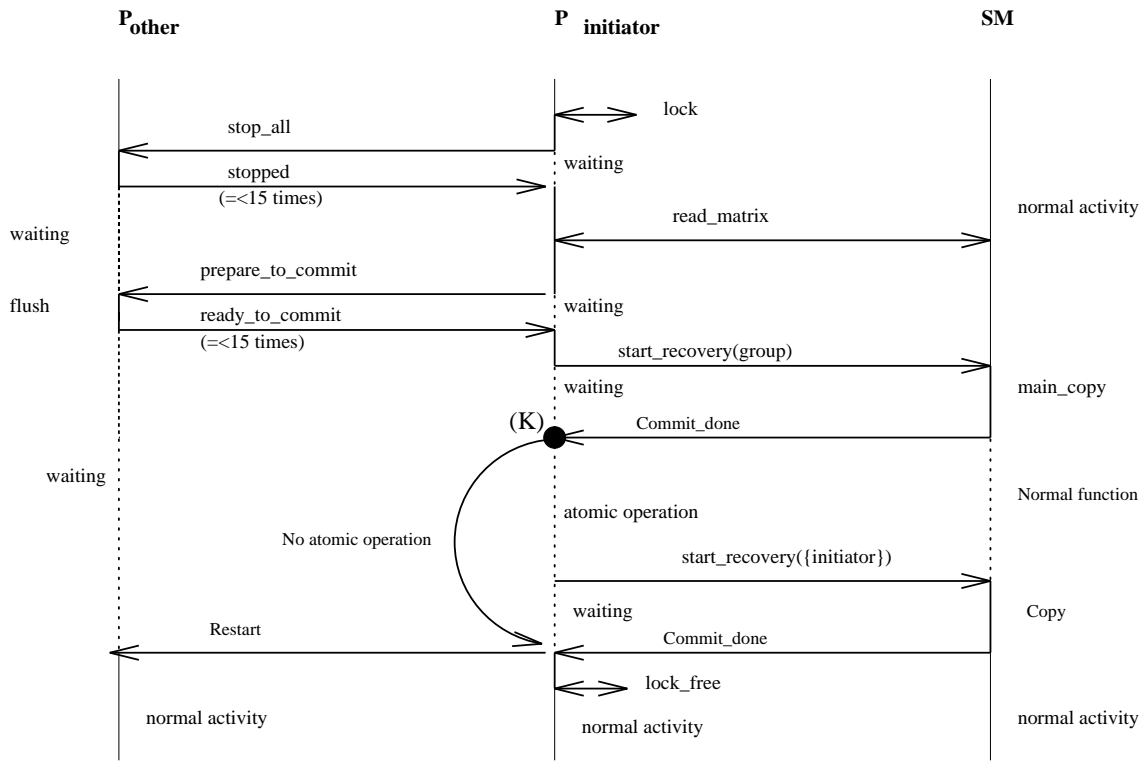 P other
P initiator
SM
lock
stop_all
waiting
stopped
(=<15 times)
normal activity
read_matrix
waiting
prepare_to_commit
flush
waiting
ready_to_commit
(=<15 times)
start_recovery(group)
waiting
main_copy
(K)
Commit_done
waiting
Normal function
atomic operation
No atomic operation
start_recovery({initiator})
waiting
Copy
Restart
Commit_done
lock_free
normal activity
normal activity
normal activity